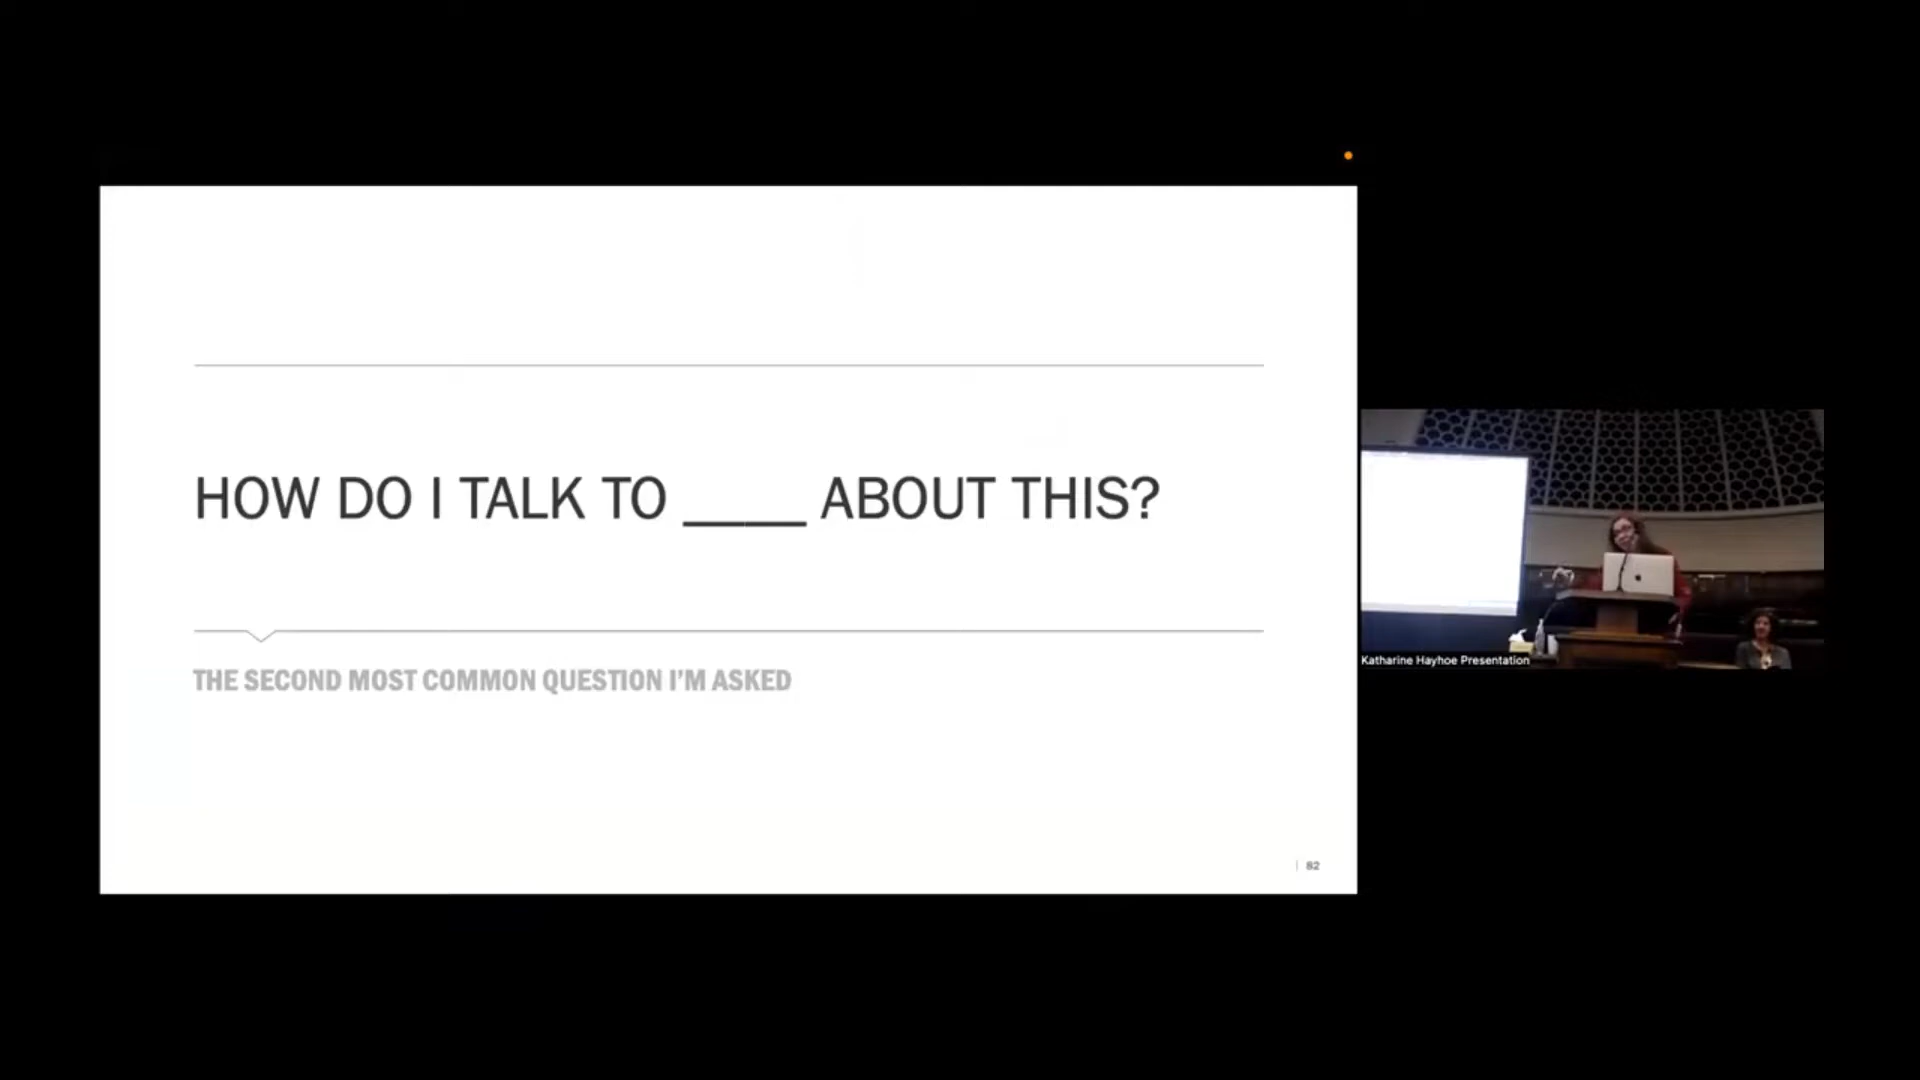 HOW DO I TALK TO ____ ABOUT THIS?
THE SECOND MOST COMMON QUESTION I'M ASKED
82
Katharine Hayhoe Presentation